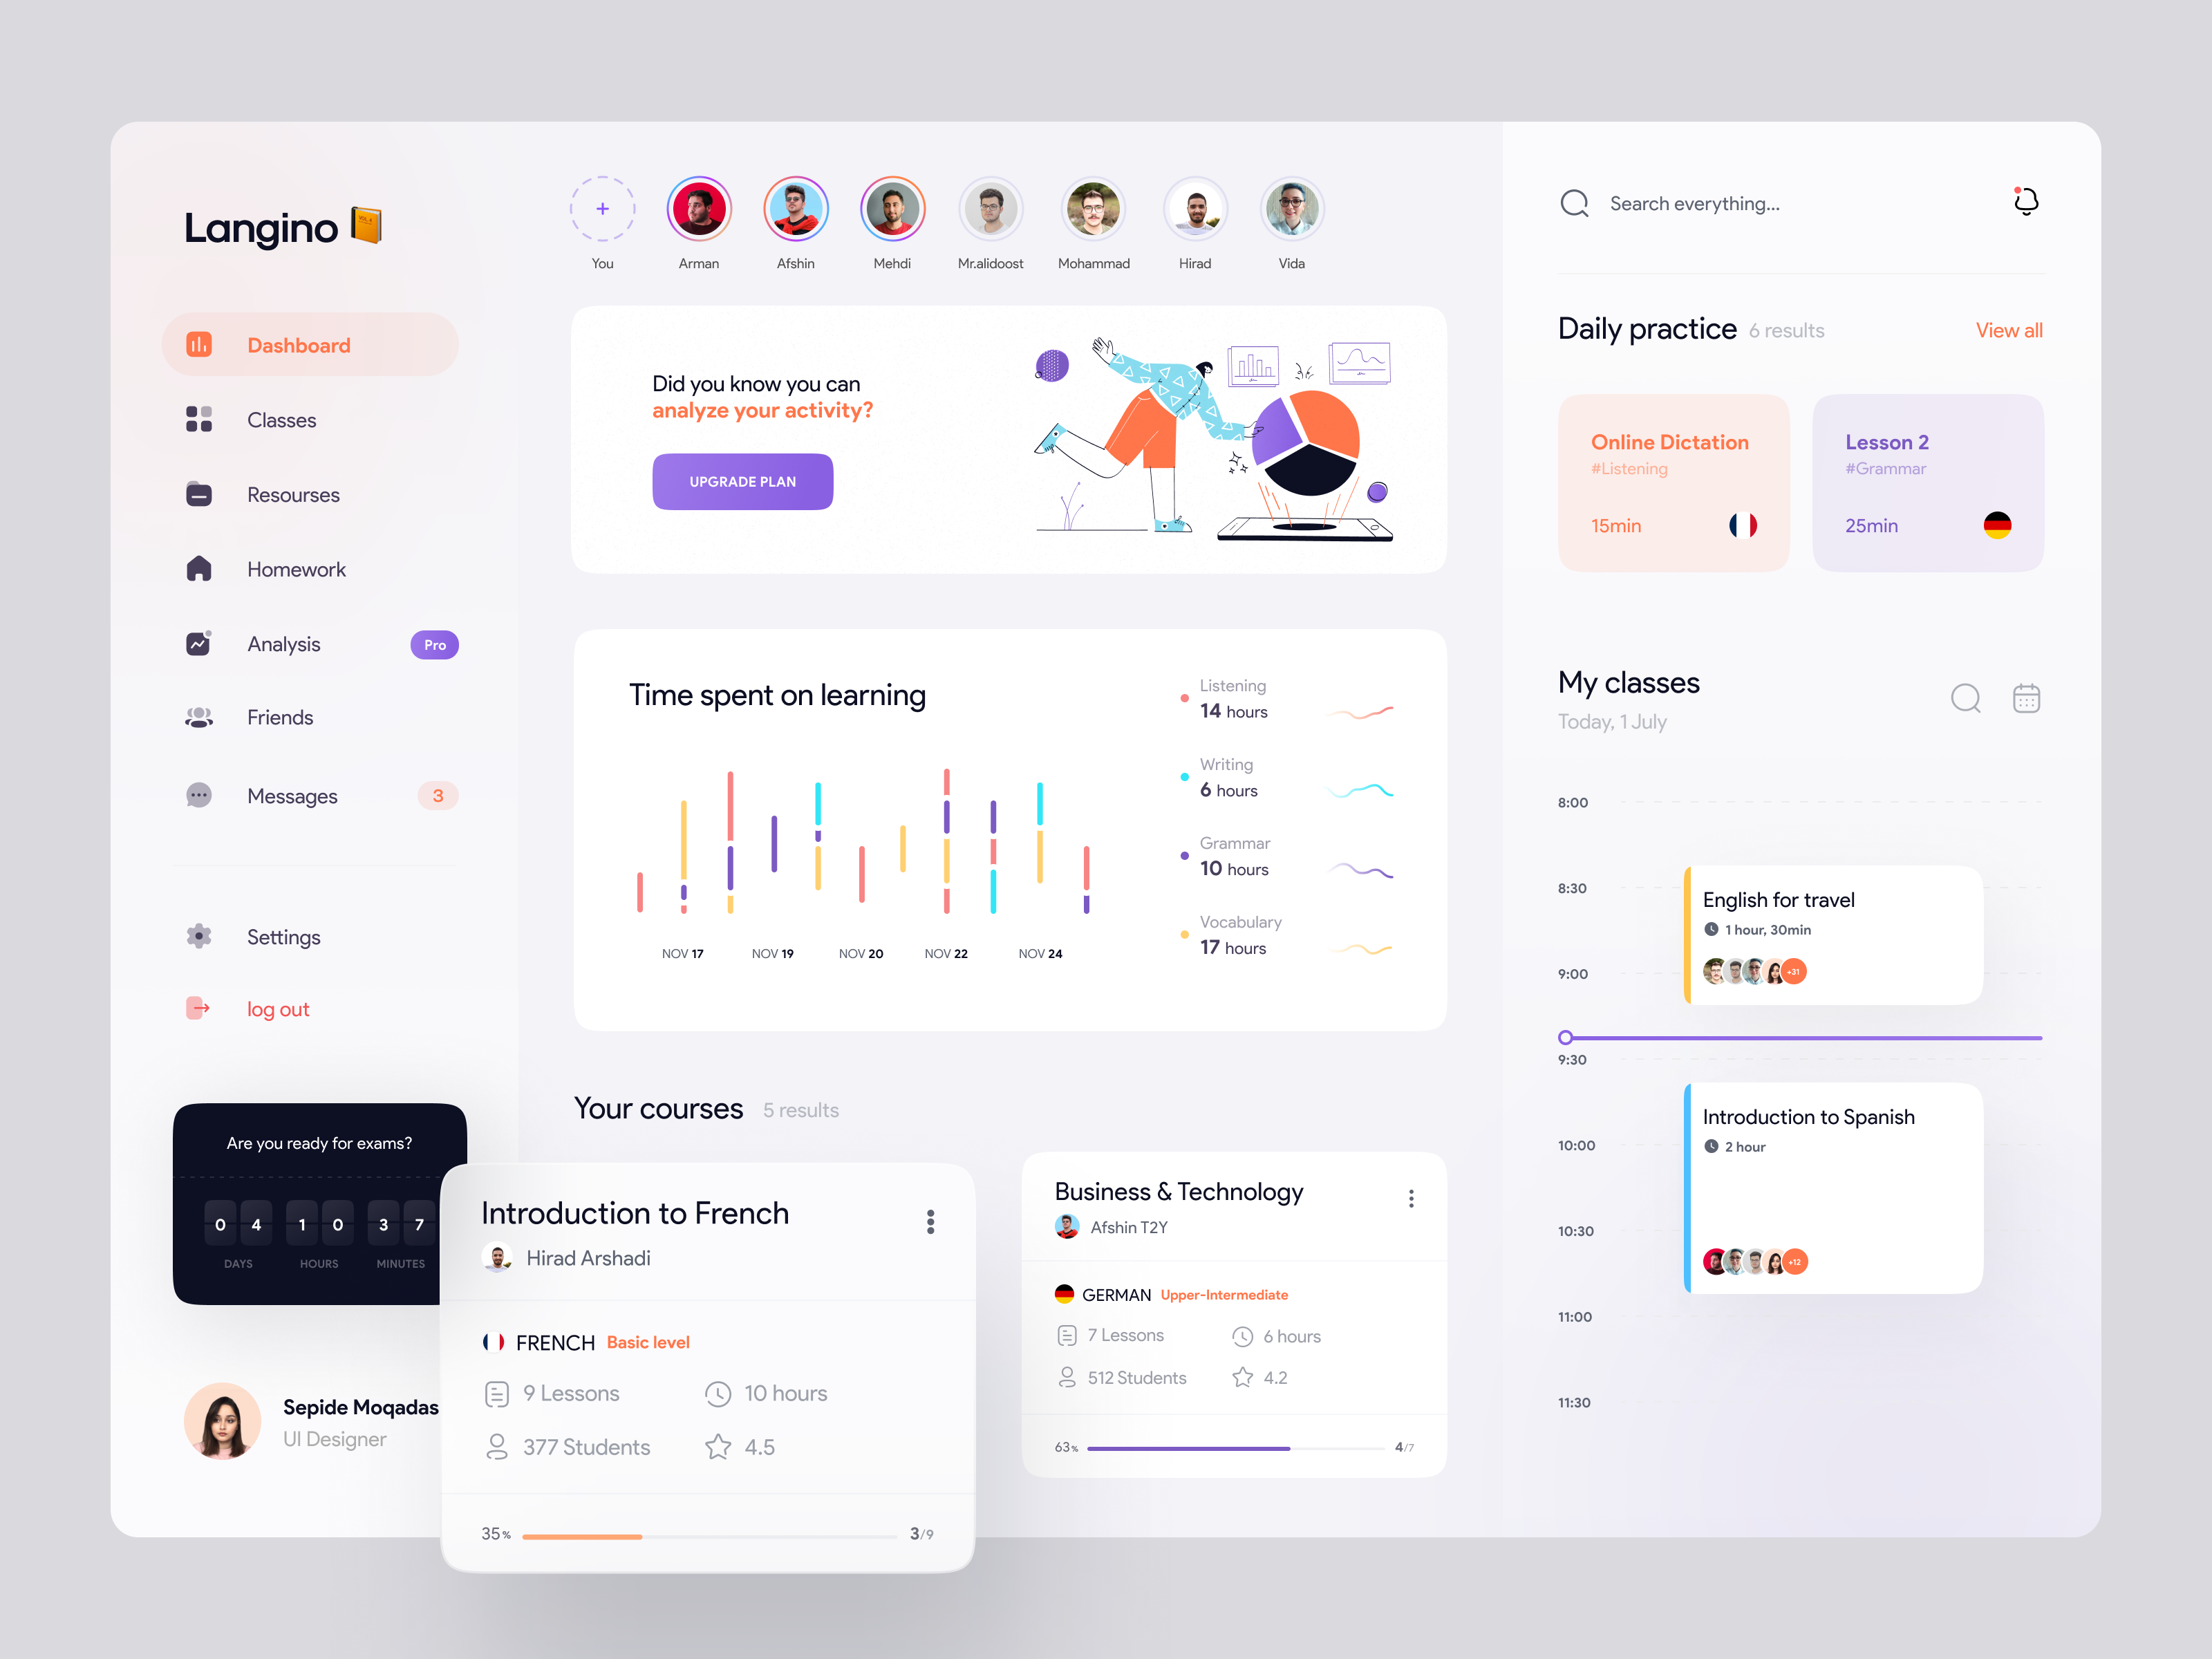 Langino
Dashboard
Classes
Resourses
Homework
Analysis
Pro
Friends
Messages
3
Settings
log out
Are you ready for exams?
0 4 1 0 3 7
DAYS HOURS MINUTES
Sepide Moqadas
UI Designer
+
You
Arman
Afshin
Mehdi
Mr.alidoost
Mohammad
Hirad
Vida
Did you know you can
analyze your activity?
UPGRADE PLAN
Time spent on learning
NOV 17
NOV 19
NOV 20
NOV 22
NOV 24
Listening
14 hours
Writing
6 hours
Grammar
10 hours
Vocabulary
17 hours
Your courses 5 results
Introduction to French
Hirad Arshadi
FRENCH Basic level
9 Lessons
10 hours
377 Students
4.5
35%
3/9
Business & Technology
Afshin T2Y
GERMAN Upper-Intermediate
7 Lessons
6 hours
512 Students
4.2
63%
4/7
Search everything...
Daily practice 6 results
View all
Online Dictation
#Listening
15min
Lesson 2
#Grammar
25min
My classes
Today, 1 July
8:00
8:30
English for travel
1 hour, 30min
9:00
+31
9:30
Introduction to Spanish
10:00
2 hour
10:30
+12
11:00
11:30